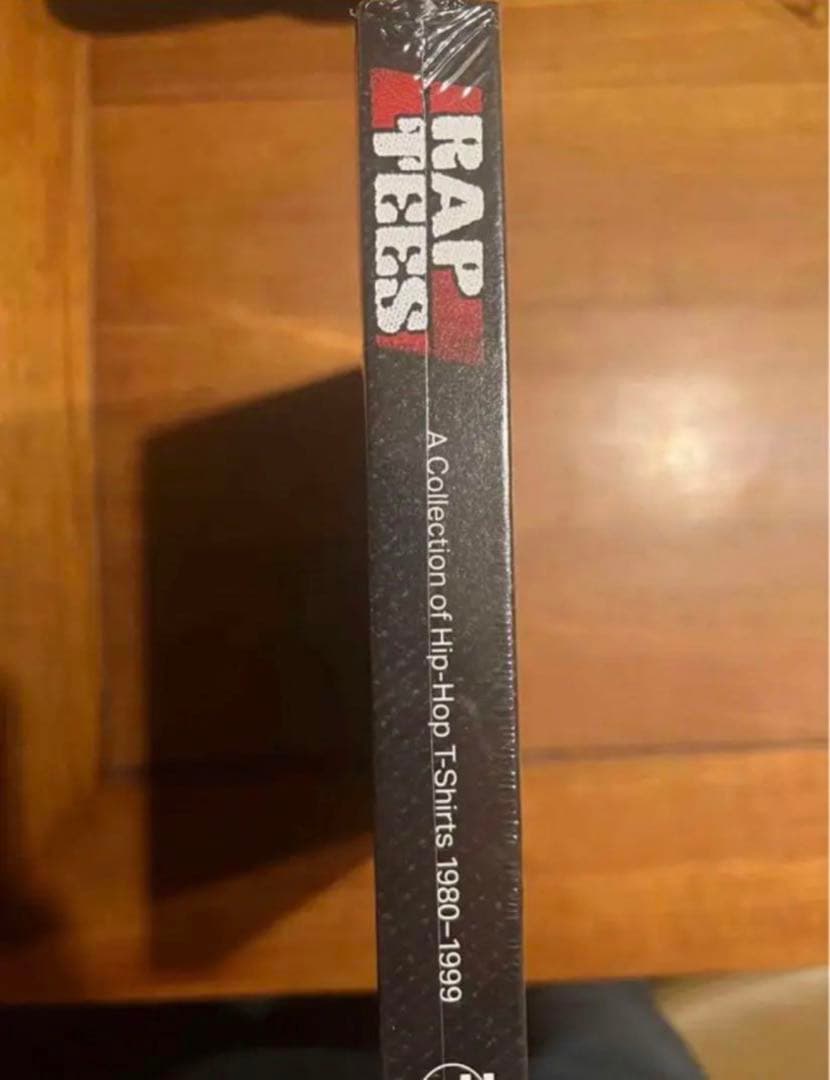 RAP
TEES
A Collection of Hip-Hop T-Shirts 1980–1999